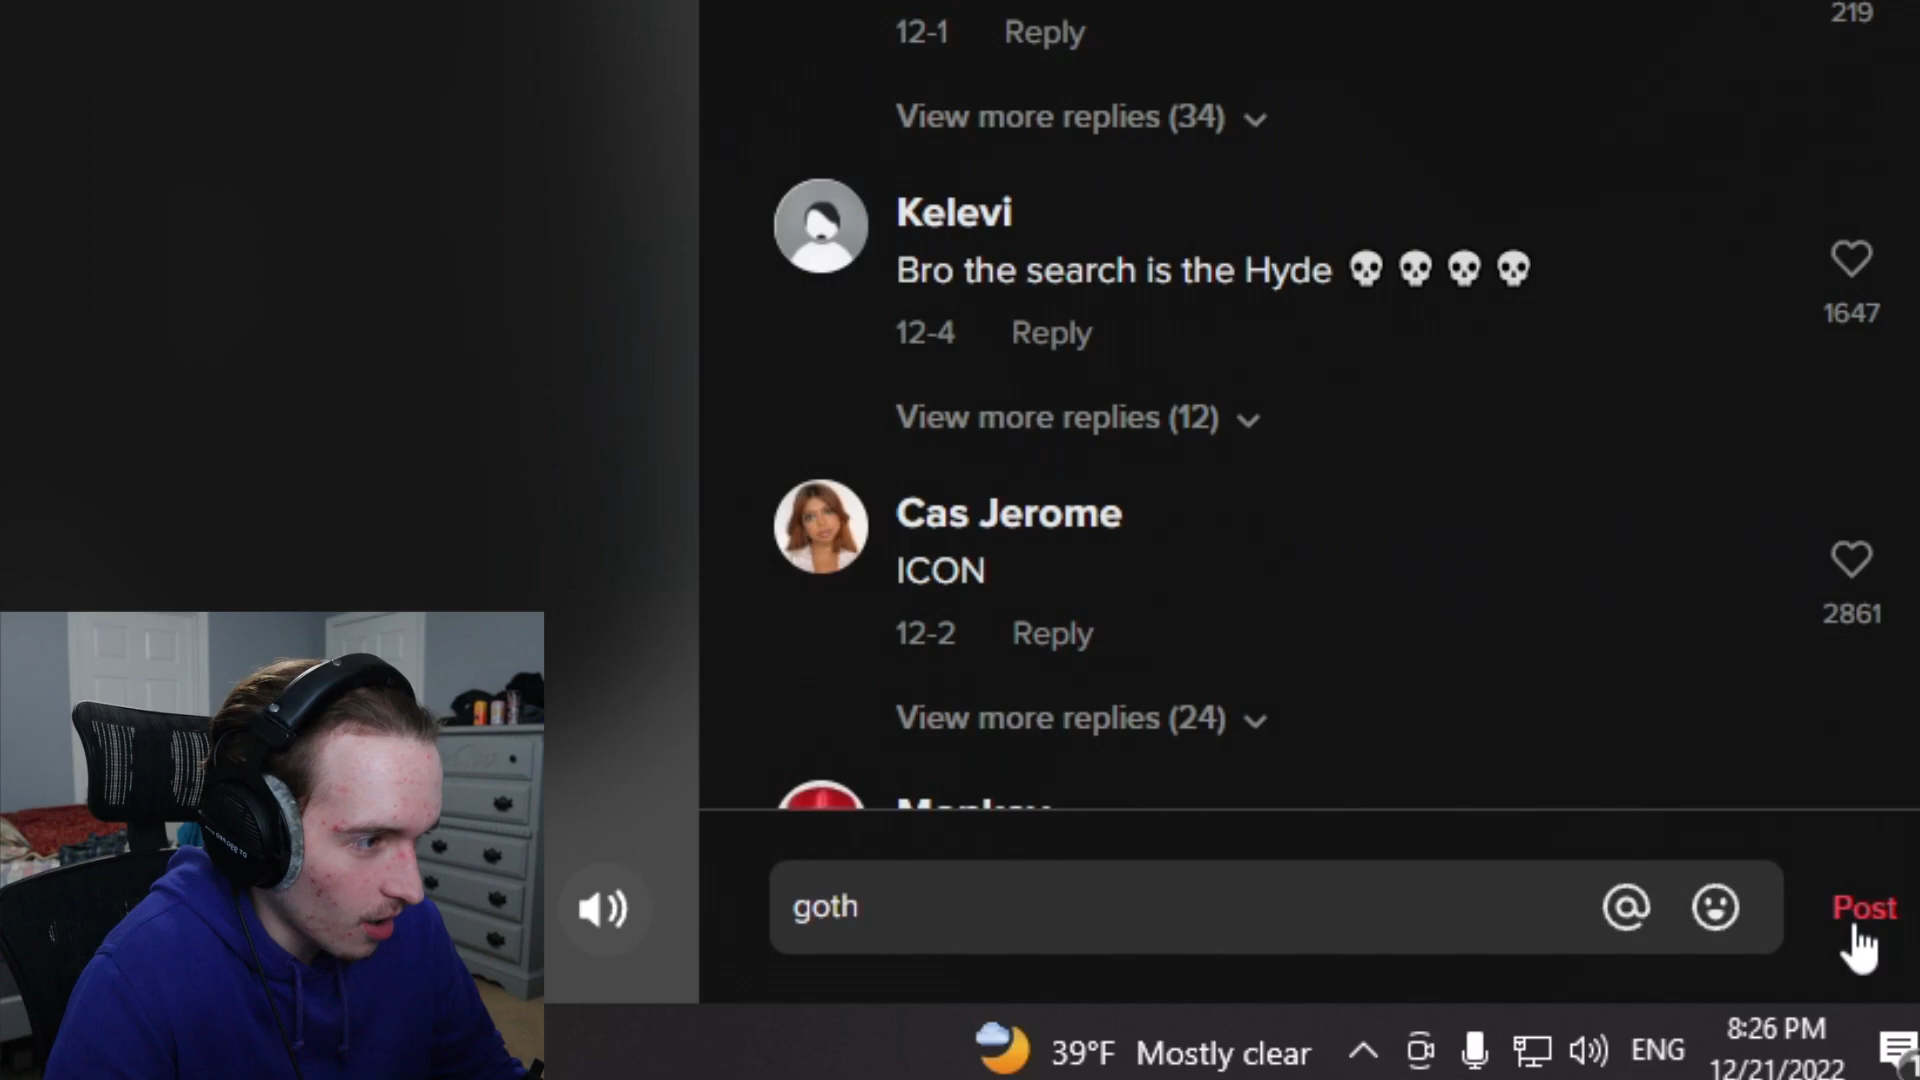 219
12-1 Reply
View more replies (34)
Kelevi
Bro the search is the Hyde 💀 💀 💀 💀
1647
12-4 Reply
View more replies (12)
Cas Jerome
ICON
2861
12-2 Reply
View more replies (24)
goth
Post
39°F Mostly clear
ENG
8:26 PM
12/21/2022